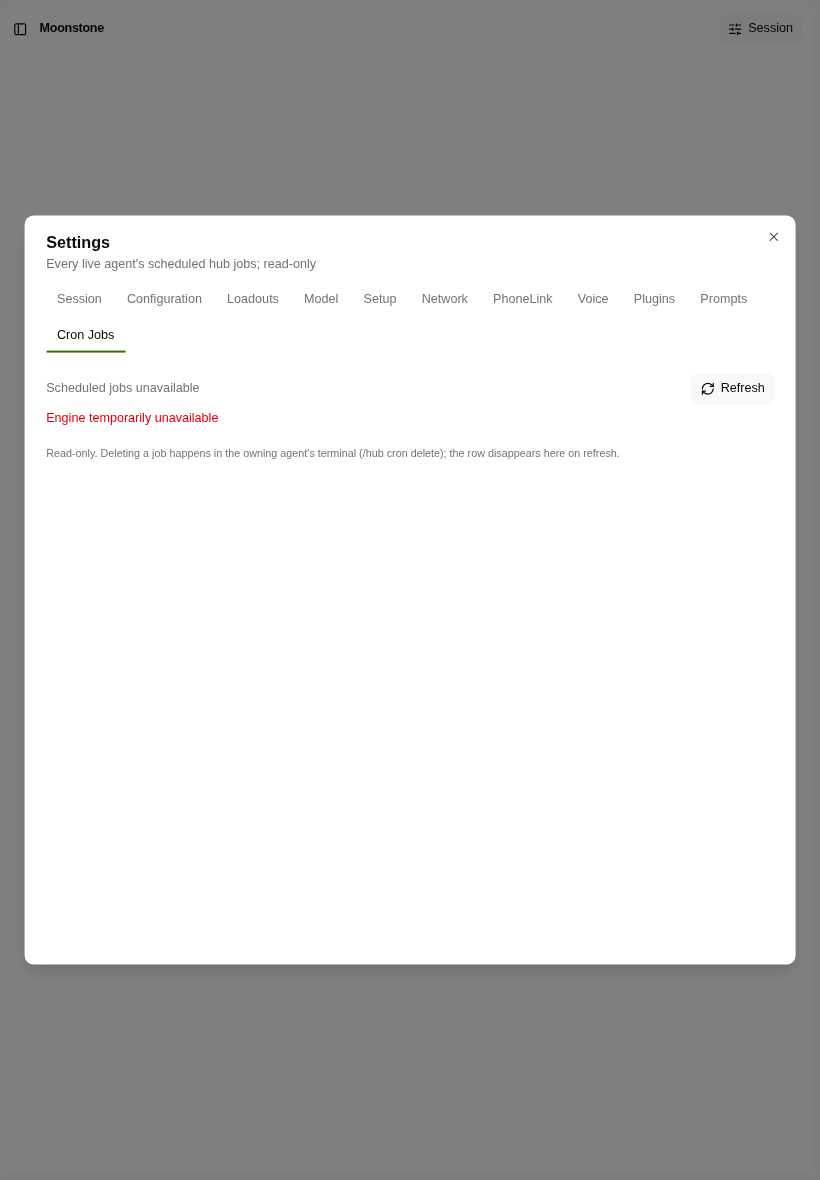 Moonstone
Session
Settings
Every live agent's scheduled hub jobs; read-only
Session Configuration Loadouts Model Setup Network PhoneLink Voice Plugins Prompts
Cron Jobs
Scheduled jobs unavailable
Refresh
Engine temporarily unavailable
Read-only. Deleting a job happens in the owning agent's terminal (/hub cron delete); the row disappears here on refresh.